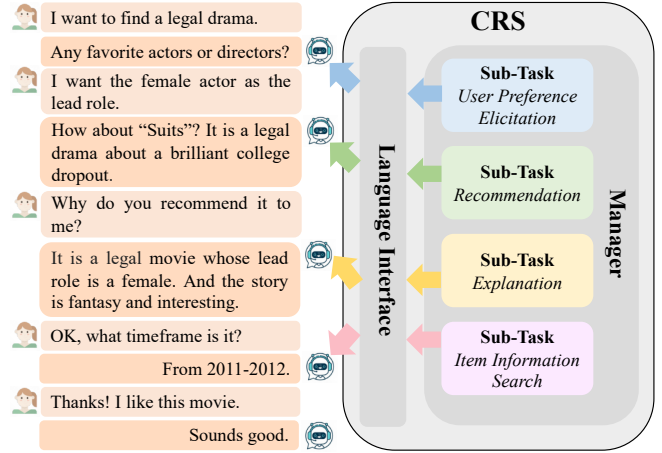 I want to find a legal drama.
Any favorite actors or directors?
I want the female actor as the
lead role.
How about “Suits”? It is a legal
drama about a brilliant college
dropout.
Why do you recommend it to
me?
It is a legal movie whose lead
role is a female. And the story
is fantasy and interesting.
OK, what timeframe is it?
From 2011-2012.
Thanks! I like this movie.
Sounds good.
CRS
Language Interface
Sub-Task
User Preference
Elicitation
Sub-Task
Recommendation
Sub-Task
Explanation
Sub-Task
Item Information
Search
Manager